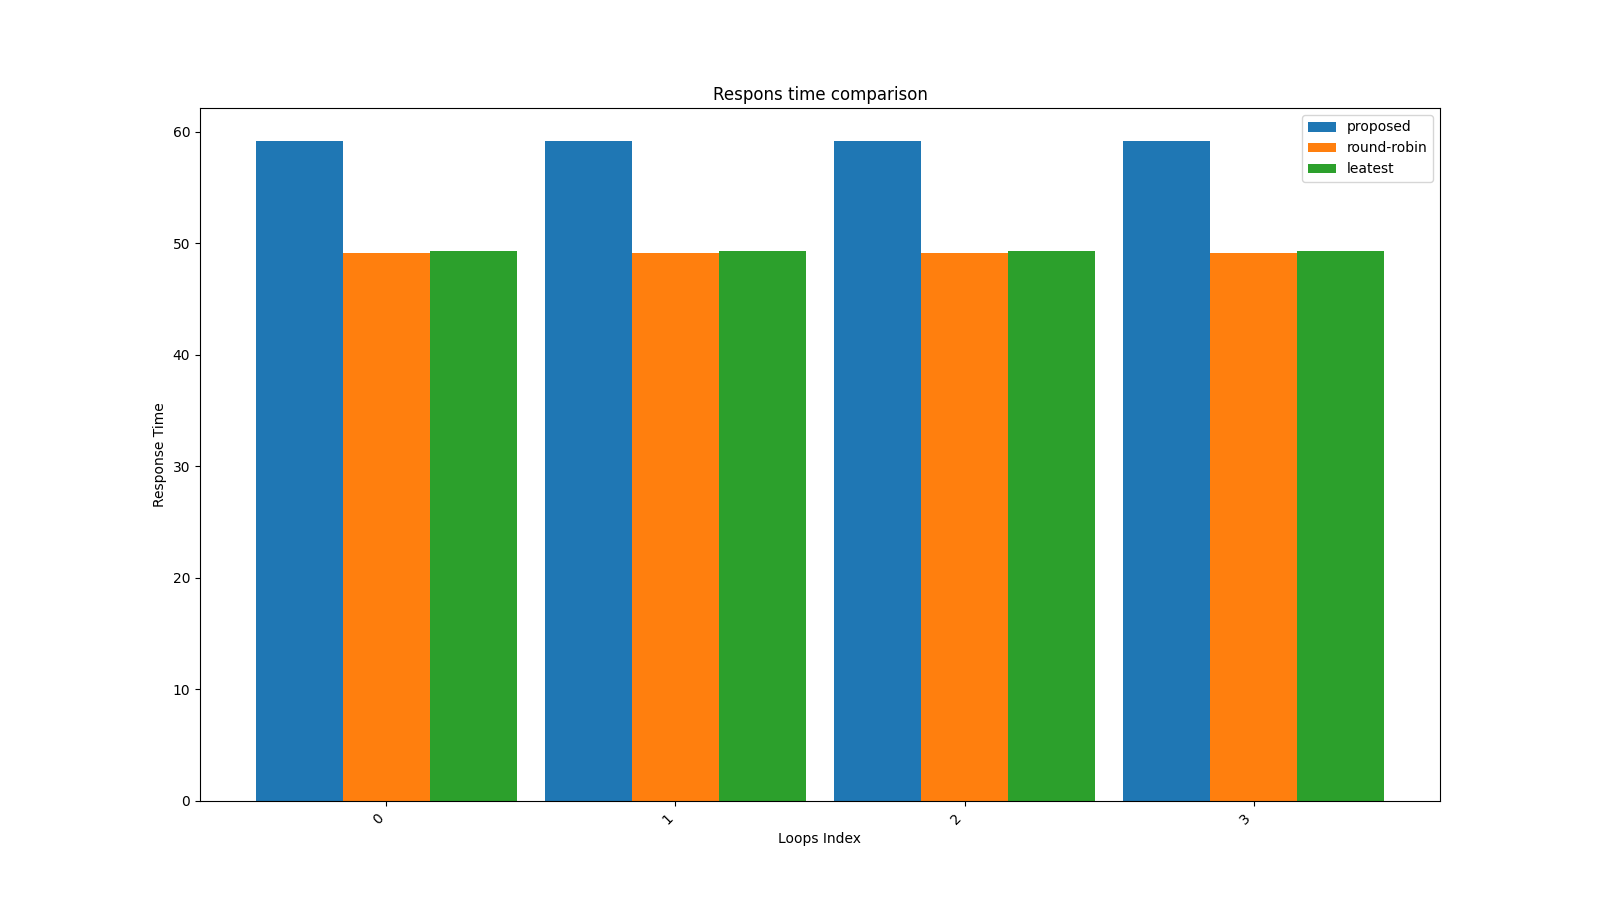 Respons time comparison
proposed
round-robin
leatest
60
50
40
30
20
10
0
Response Time
0
1
2
3
Loops Index